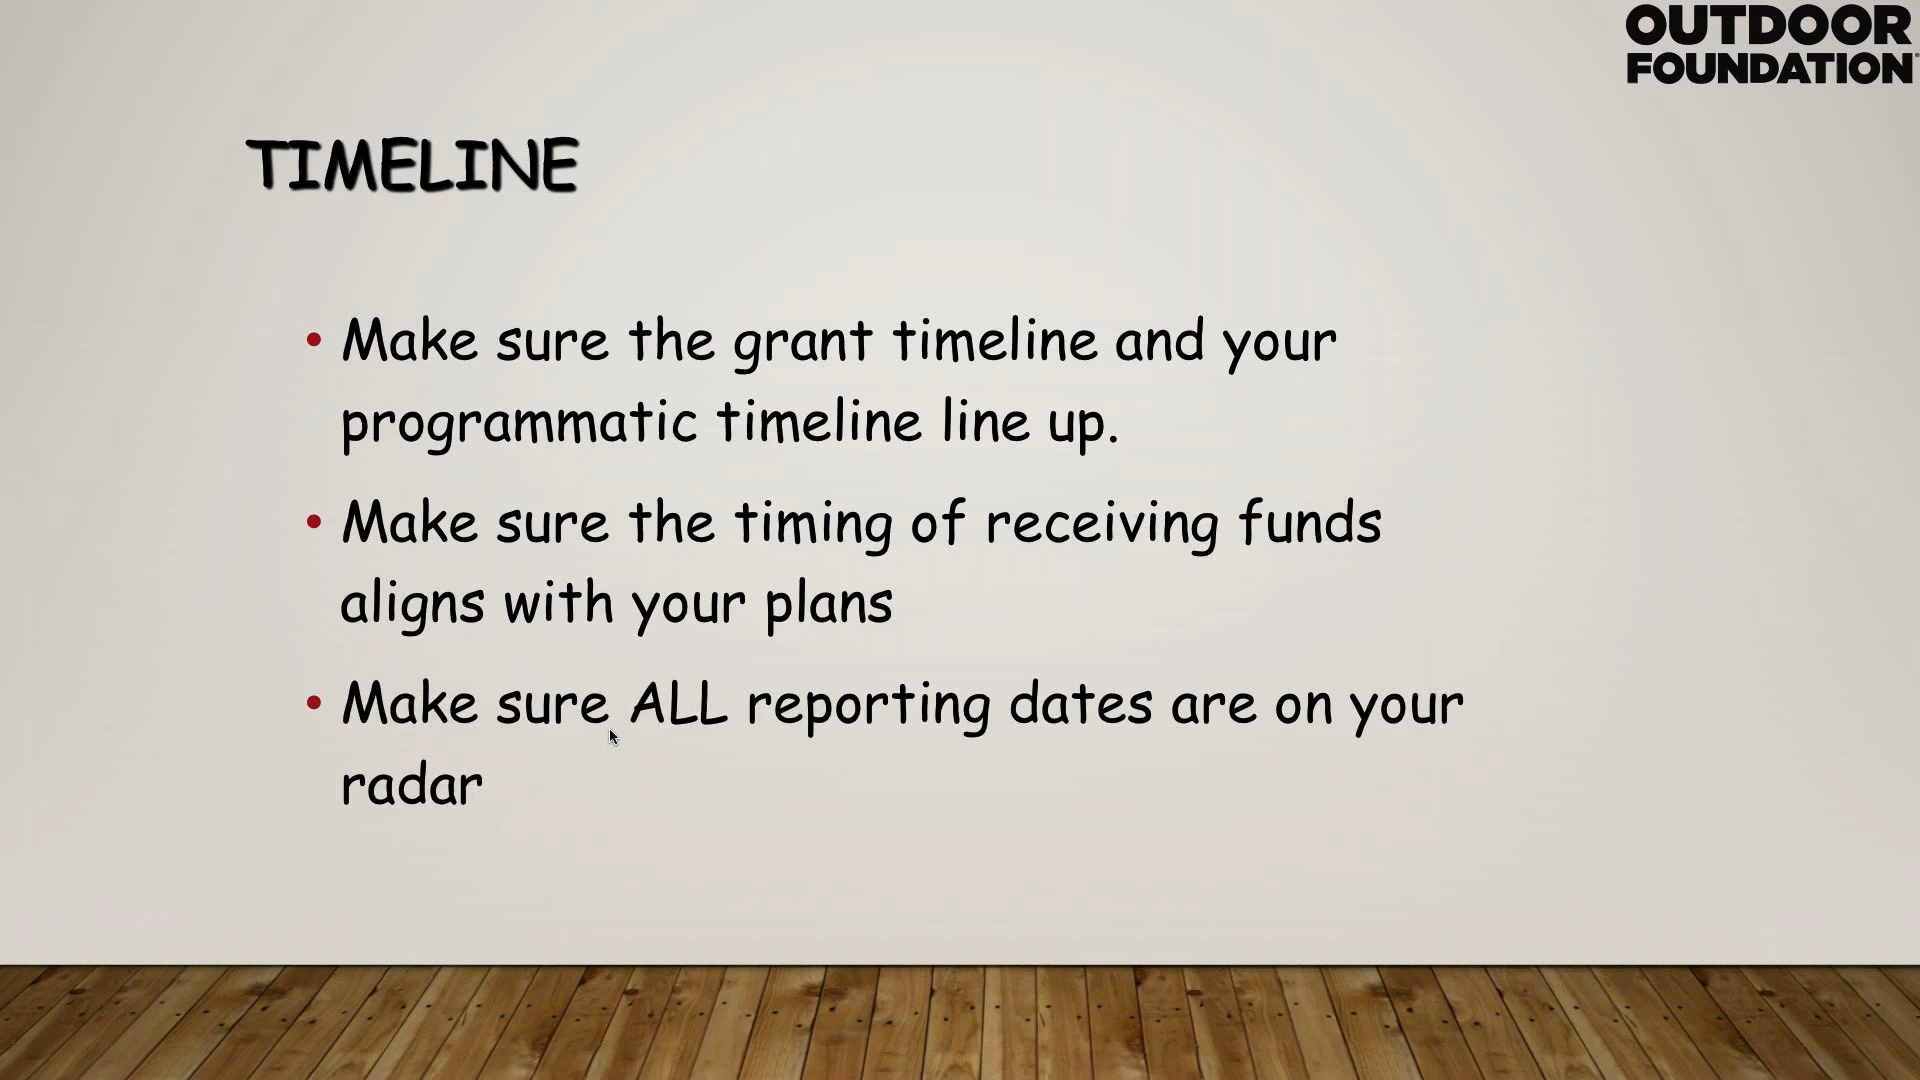 OUTDOOR
FOUNDATION
TIMELINE
• Make sure the grant timeline and your
programmatic timeline line up.
• Make sure the timing of receiving funds
aligns with your plans
• Make sure ALL reporting dates are on your
radar